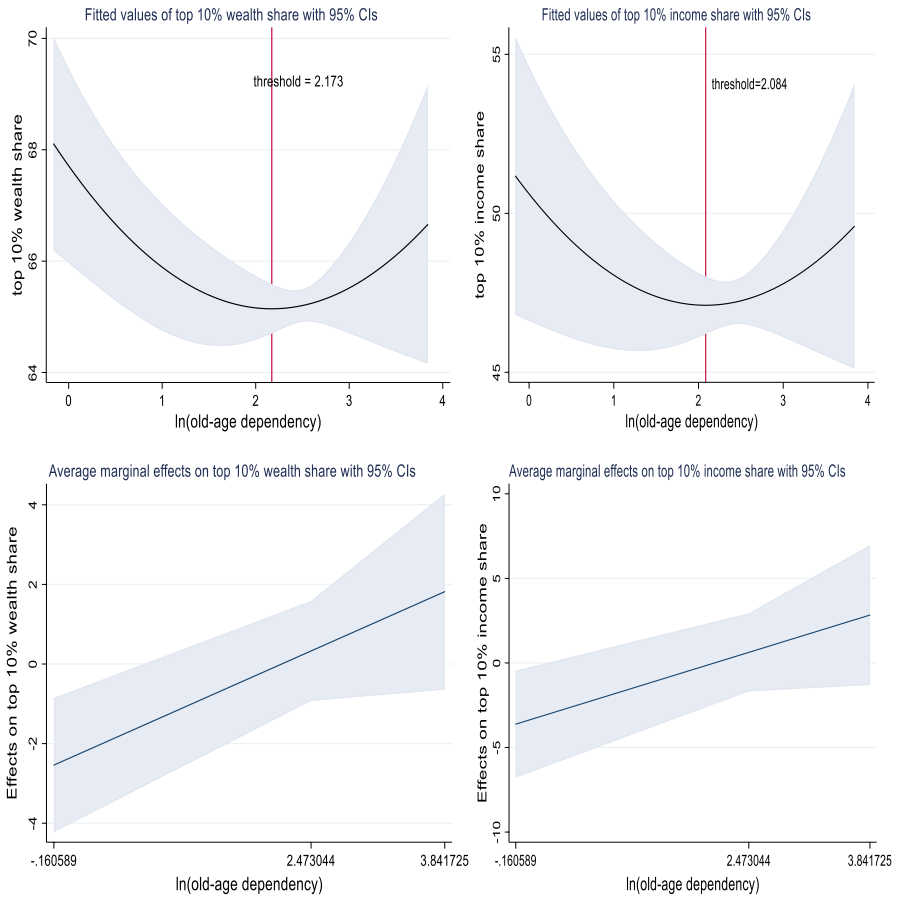 Fitted values of top 10% wealth share with 95% CIs
70
68
66
64
top 10% wealth share
threshold = 2.173
0 1 2 3 4
ln(old-age dependency)
Fitted values of top 10% income share with 95% CIs
55
50
45
top 10% income share
threshold=2.084
0 1 2 3 4
ln(old-age dependency)
Average marginal effects on top 10% wealth share with 95% CIs
4
2
0
-2
-4
Effects on top 10% wealth share
-.160589 2.473044 3.841725
ln(old-age dependency)
Average marginal effects on top 10% income share with 95% CIs
10
5
0
-5
-10
Effects on top 10% income share
-.160589 2.473044 3.841725
ln(old-age dependency)